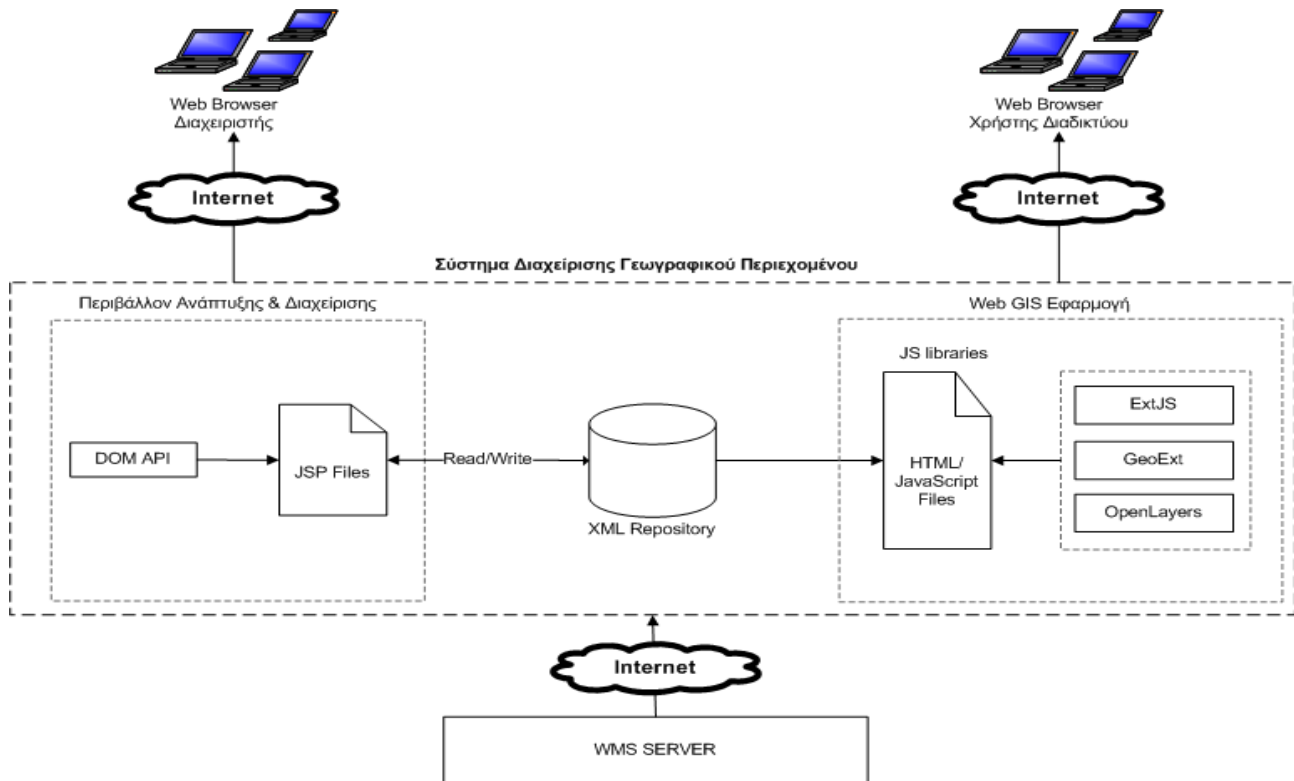 Web Browser
Διαχειριστής
Web Browser
Χρήστης Διαδικτύου
Internet
Internet
Σύστημα Διαχείρισης Γεωγραφικού Περιεχομένου
Περιβάλλον Ανάπτυξης & Διαχείρισης
Web GIS Εφαρμογή
JS libraries
DOM API
JSP Files
Read/Write
XML Repository
HTML/
JavaScript
Files
ExtJS
GeoExt
OpenLayers
Internet
WMS SERVER